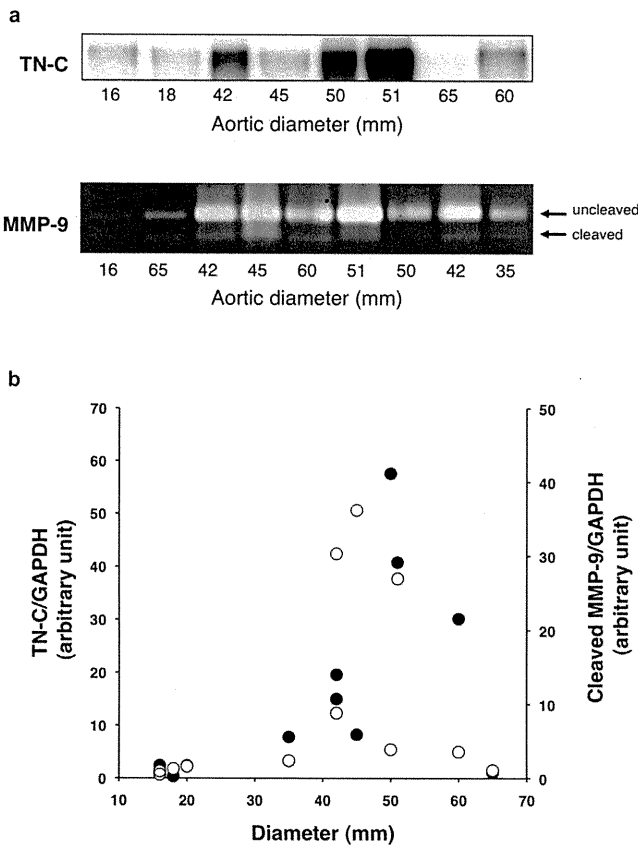 a
TN-C
16 18 42 45 50 51 65 60
Aortic diameter (mm)
MMP-9
uncleaved
cleaved
16 65 42 45 60 51 50 42 35
Aortic diameter (mm)
b
70
60
50
40
30
20
10
0
TN-C/GAPDH
(arbitrary unit)
50
40
30
20
10
0
Cleaved MMP-9/GAPDH
(arbitrary unit)
10 20 30 40 50 60 70
Diameter (mm)